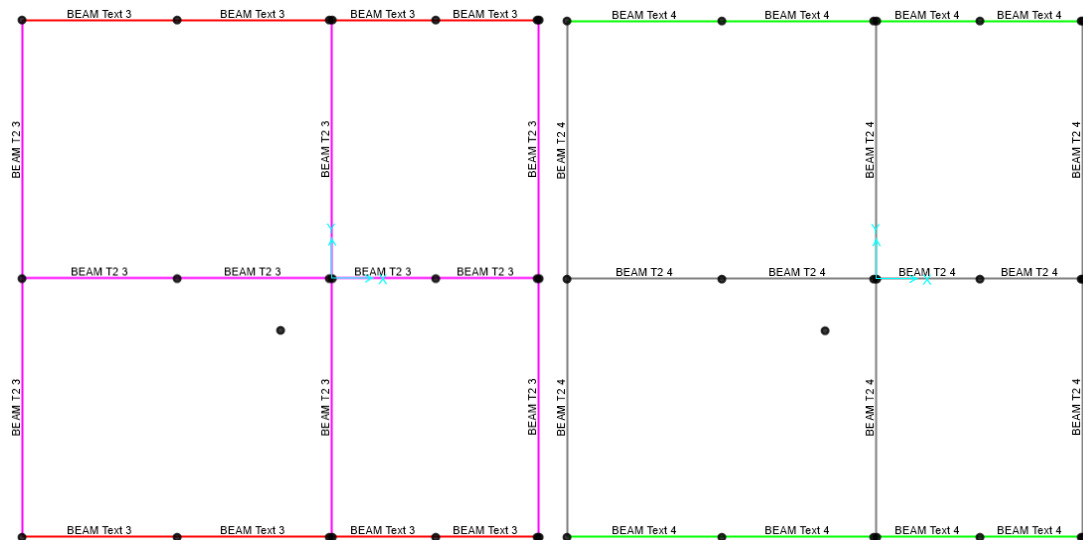 BEAM Text 3 BEAM Text 3 BEAM Text 3 BEAM Text 3 BEAM Text 4 BEAM Text 4 BEAM Text 4 BEAM Text 4
BEAM T2 3 BEAM T2 3 BEAM T2 3 BEAM T2 4 BEAM T2 4 BEAM T2 4
Y Y
BEAM T2 3 BEAM T2 3 BEAM T2 3 BEAM T2 3 BEAM T2 4 BEAM T2 4 BEAM T2 4 BEAM T2 4
X X
BEAM T2 3 BEAM T2 3 BEAM T2 3 BEAM T2 4 BEAM T2 4 BEAM T2 4
BEAM Text 3 BEAM Text 3 BEAM Text 3 BEAM Text 3 BEAM Text 4 BEAM Text 4 BEAM Text 4 BEAM Text 4